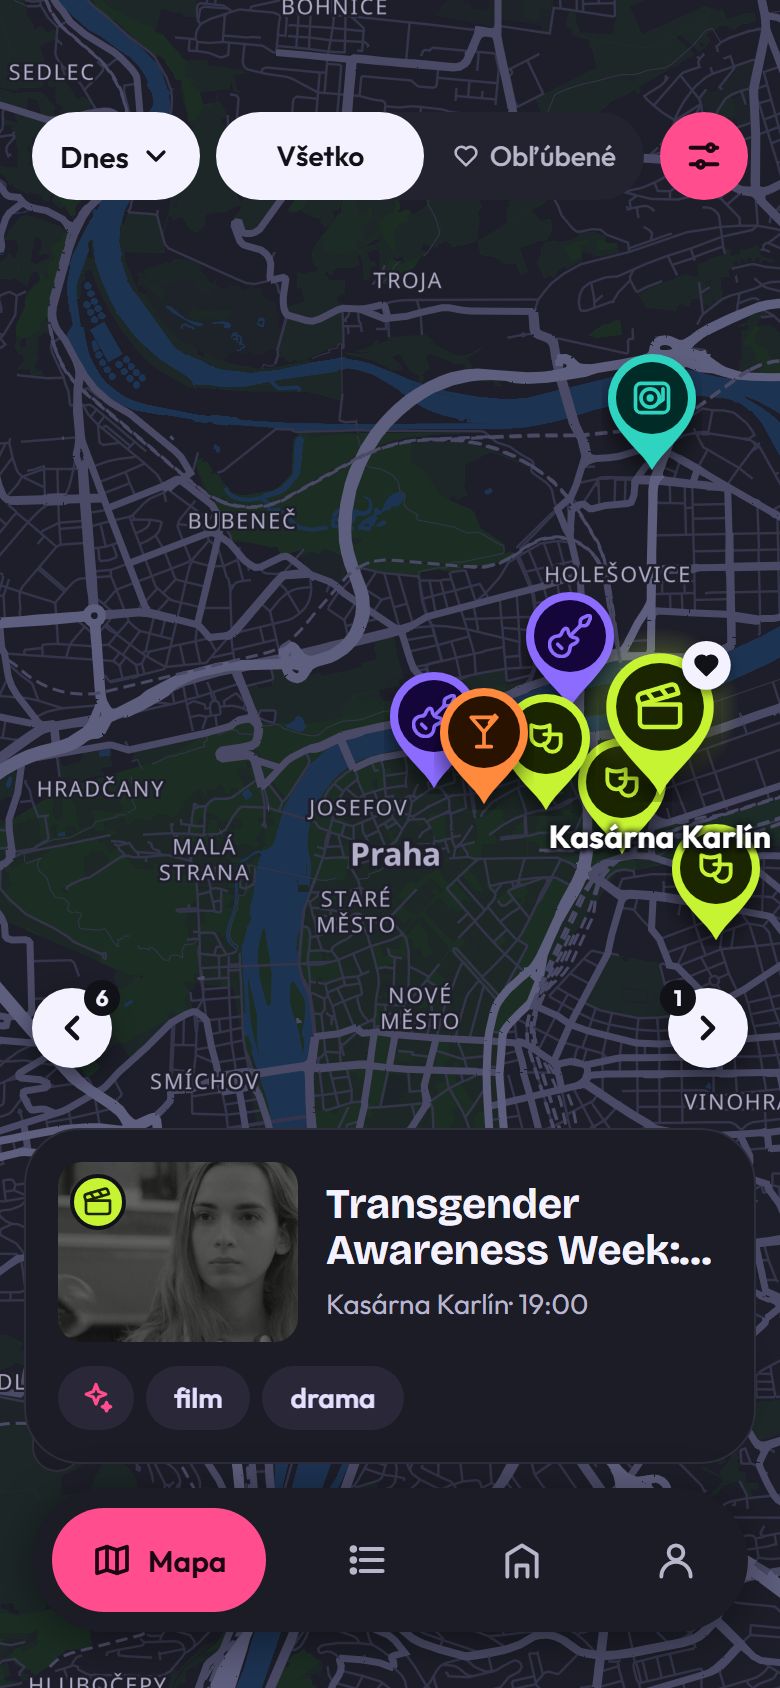 BOHNICE
SEDLEC
Dnes
Všetko
Obľúbené
TROJA
BUBENEČ
HOLEŠOVICE
HRADČANY
JOSEFOV
MALÁ
STRANA
Praha
Kasárna Karlín
STARÉ
MĚSTO
NOVÉ
MĚSTO
6
1
SMÍCHOV
VINOHRA
Transgender
Awareness Week:...
Kasárna Karlín· 19:00
DL
film
drama
Mapa
HLUBOČEPY